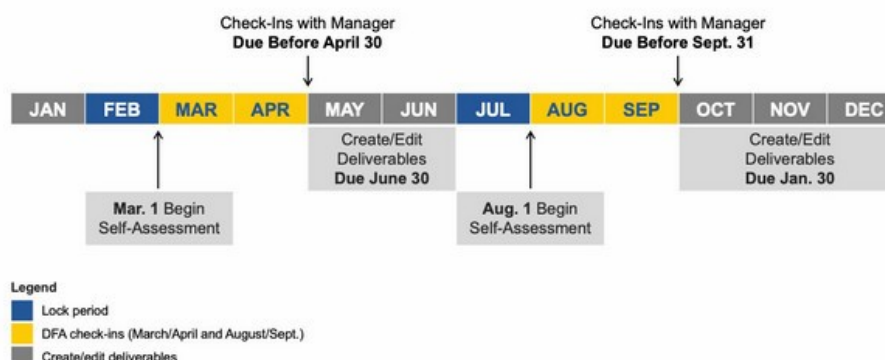 Check-Ins with Manager
Due Before April 30
Check-Ins with Manager
Due Before Sept. 31
JAN FEB MAR APR MAY JUN JUL AUG SEP OCT NOV DEC
Create/Edit
Deliverables
Due June 30
Create/Edit
Deliverables
Due Jan. 30
Mar. 1 Begin
Self-Assessment
Aug. 1 Begin
Self-Assessment
Legend
Lock period
DFA check-ins (March/April and August/Sept.)
Create/edit deliverables